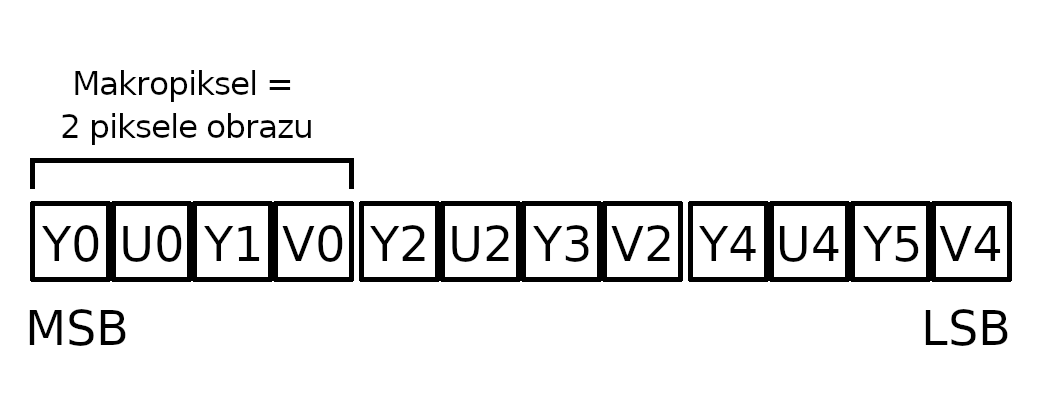 Makropiksel =
2 piksele obrazu
Y0 U0 Y1 V0 Y2 U2 Y3 V2 Y4 U4 Y5 V4
MSB LSB